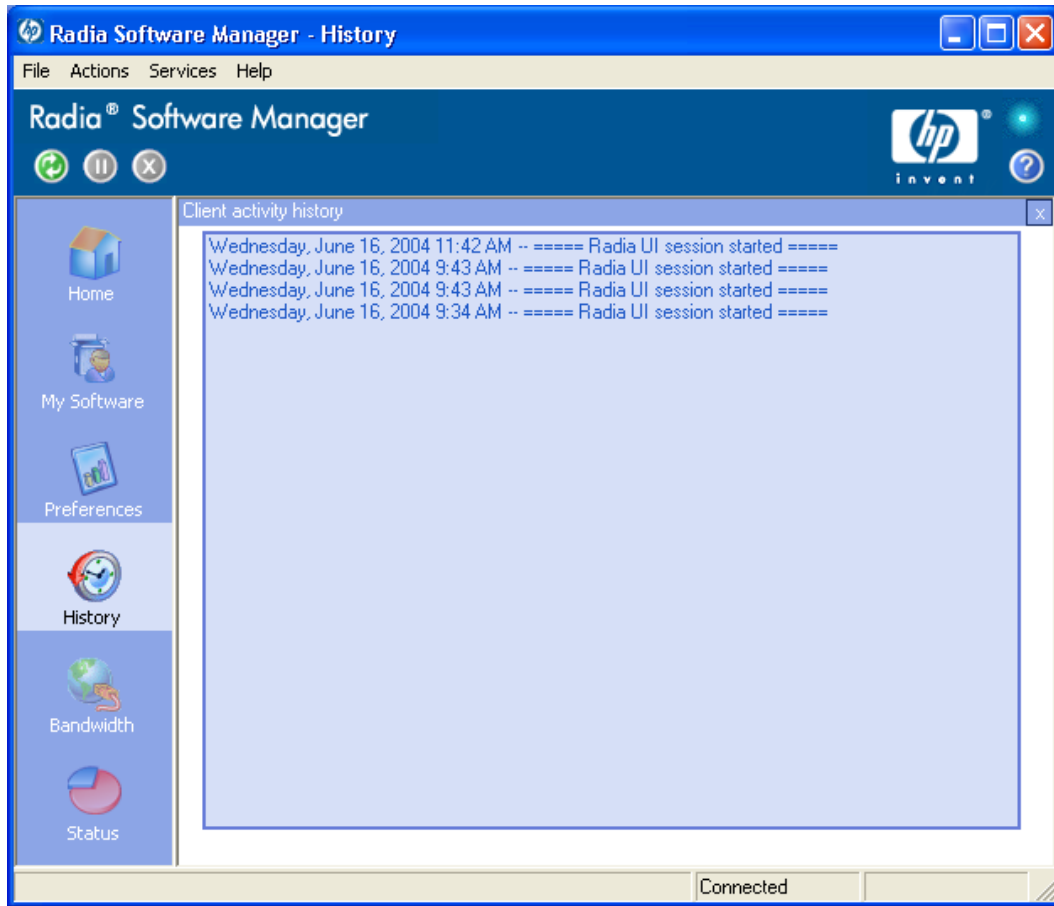 Radia Software Manager - History
File Actions Services Help
Radia® Software Manager
hp ®
invent
?
Client activity history
x
Home
My Software
Preferences
History
Bandwidth
Status
Wednesday, June 16, 2004 11:42 AM -- ===== Radia UI session started =====
Wednesday, June 16, 2004 9:43 AM -- ===== Radia UI session started =====
Wednesday, June 16, 2004 9:43 AM -- ===== Radia UI session started =====
Wednesday, June 16, 2004 9:34 AM -- ===== Radia UI session started =====
Connected